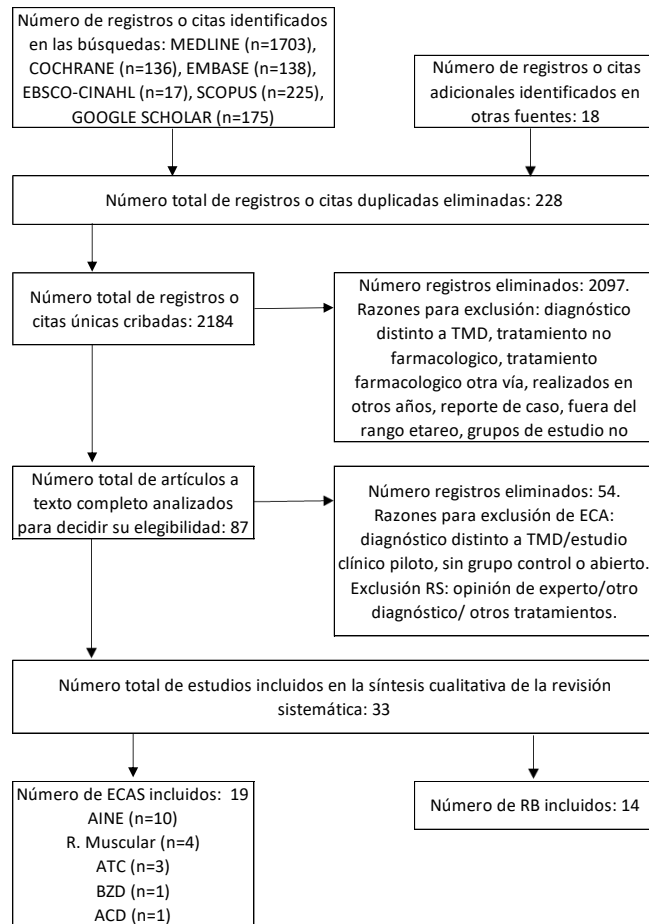 Número de registros o citas identificados
en las búsquedas: MEDLINE (n=1703),
COCHRANE (n=136), EMBASE (n=138),
EBSCO-CINAHL (n=17), SCOPUS (n=225),
GOOGLE SCHOLAR (n=175)
Número de registros o citas
adicionales identificados en
otras fuentes: 18
Número total de registros o citas duplicadas eliminadas: 228
Número total de registros o
citas únicas cribadas: 2184
Número registros eliminados: 2097.
Razones para exclusión: diagnóstico
distinto a TMD, tratamiento no
farmacologico, tratamiento
farmacologico otra vía, realizados en
otros años, reporte de caso, fuera del
rango etareo, grupos de estudio no
Número total de artículos a
texto completo analizados
para decidir su elegibilidad: 87
Número registros eliminados: 54.
Razones para exclusión de ECA:
diagnóstico distinto a TMD/estudio
clínico piloto, sin grupo control o abierto.
Exclusión RS: opinión de experto/otro
diagnóstico/ otros tratamientos.
Número total de estudios incluidos en la síntesis cualitativa de la revisión
sistemática: 33
Número de ECAS incluidos: 19
AINE (n=10)
R. Muscular (n=4)
ATC (n=3)
BZD (n=1)
ACD (n=1)
Número de RB incluidos: 14